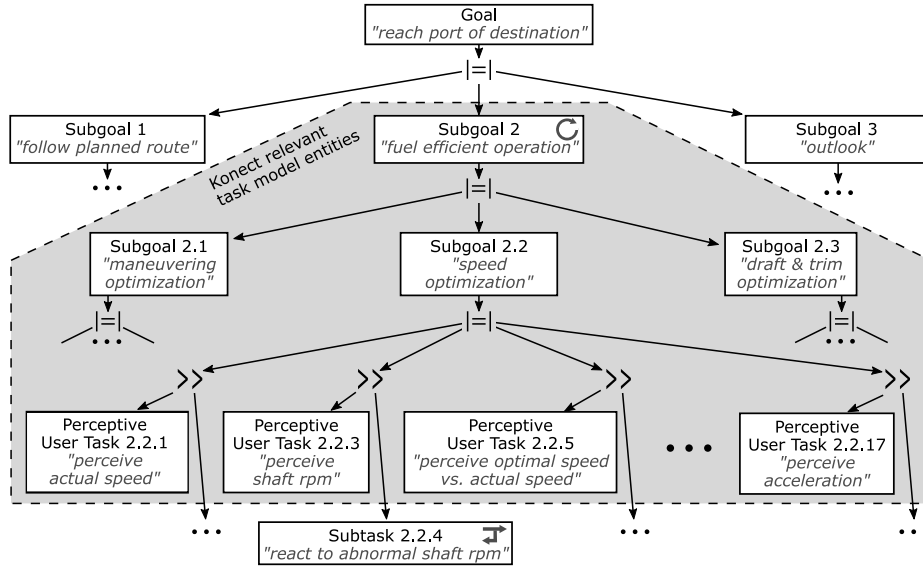 Goal
"reach port of destination"
|=|
Subgoal 1
"follow planned route"
Subgoal 2
"fuel efficient operation"
Subgoal 3
"outlook"
Konect relevant
task model entities
...
|=|
...
Subgoal 2.1
"maneuvering
optimization"
Subgoal 2.2
"speed
optimization"
Subgoal 2.3
"draft & trim
optimization"
|=|
...
|=|
|=|
...
>>
>>
>>
>>
Perceptive
User Task 2.2.1
"perceive
actual speed"
Perceptive
User Task 2.2.3
"perceive
shaft rpm"
Perceptive
User Task 2.2.5
"perceive optimal speed
vs. actual speed"
...
Perceptive
User Task 2.2.17
"perceive
acceleration"
...
Subtask 2.2.4
"react to abnormal shaft rpm"
...
..